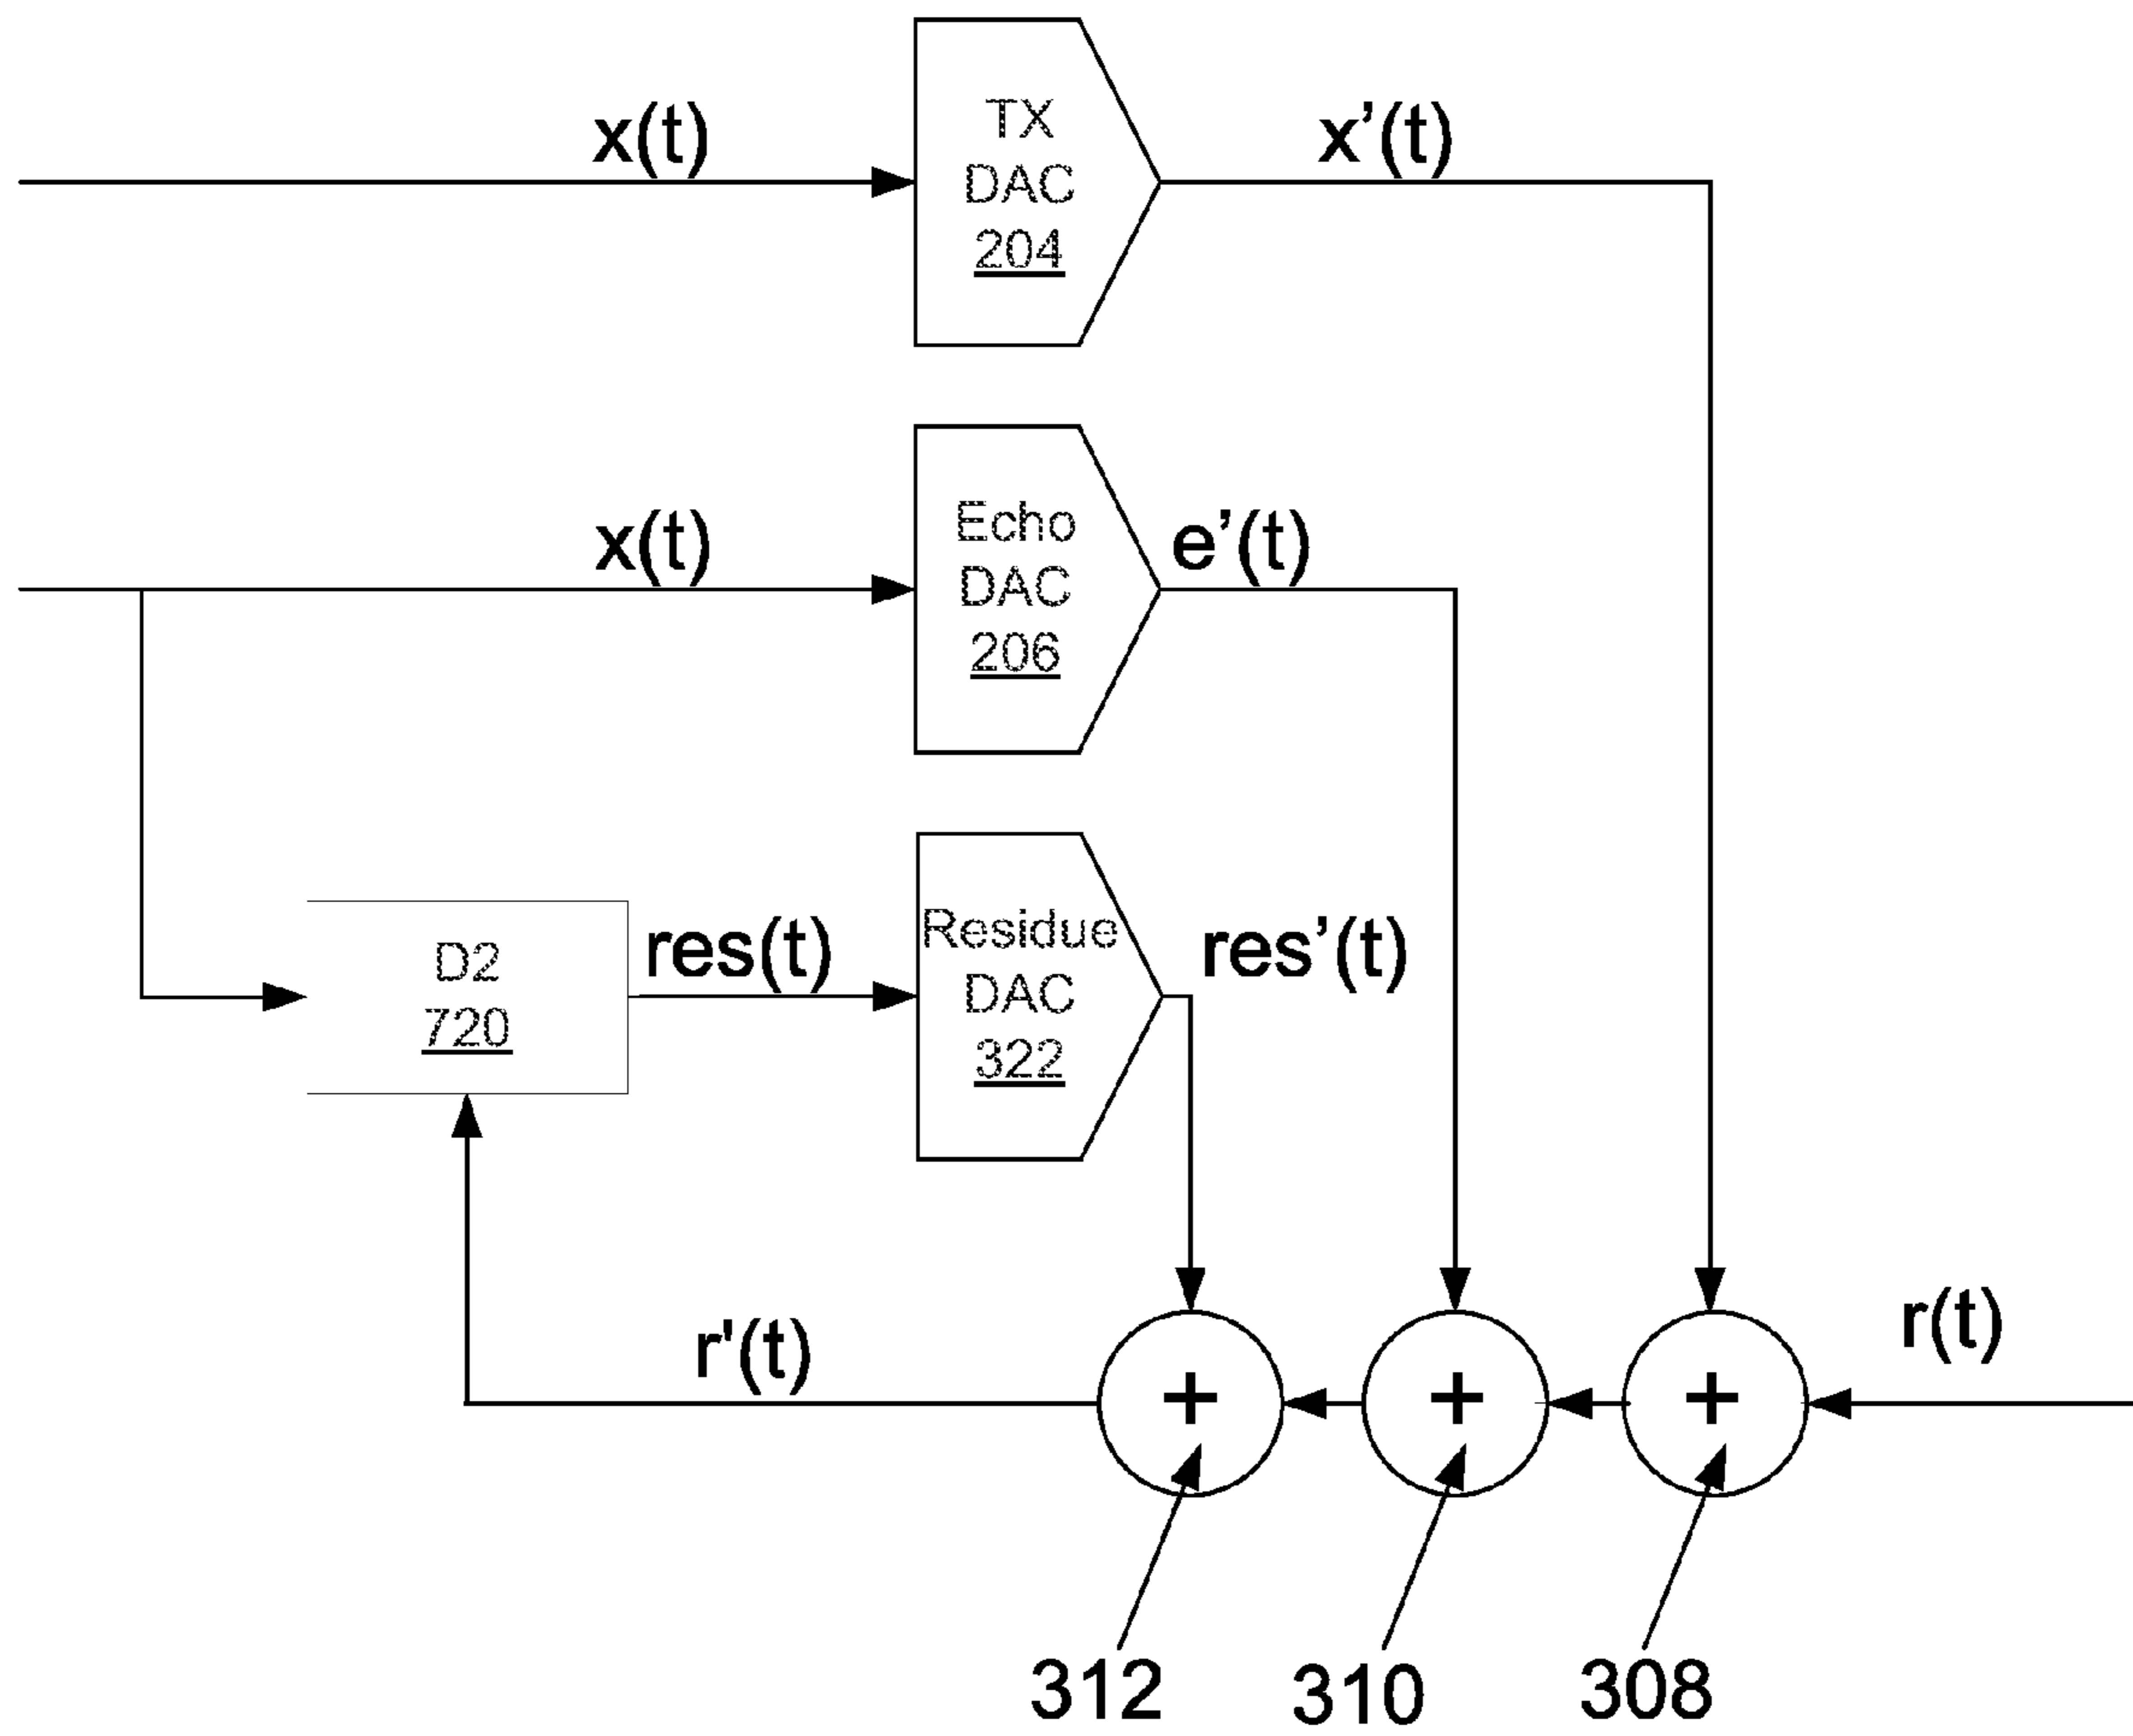 x(t)
TX
DAC
204
x’(t)
x(t)
Echo
DAC
206
e’(t)
D2
720
res(t)
Residue
DAC
322
res’(t)
r'(t)
+
+
+
r(t)
312
310
308